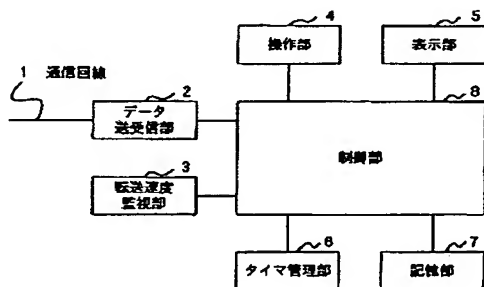 4
操作部
5
表示部
1 通信回線
2
データ
送受信部
8
制御部
3
転送速度
監視部
6
タイマ管理部
7
記憶部